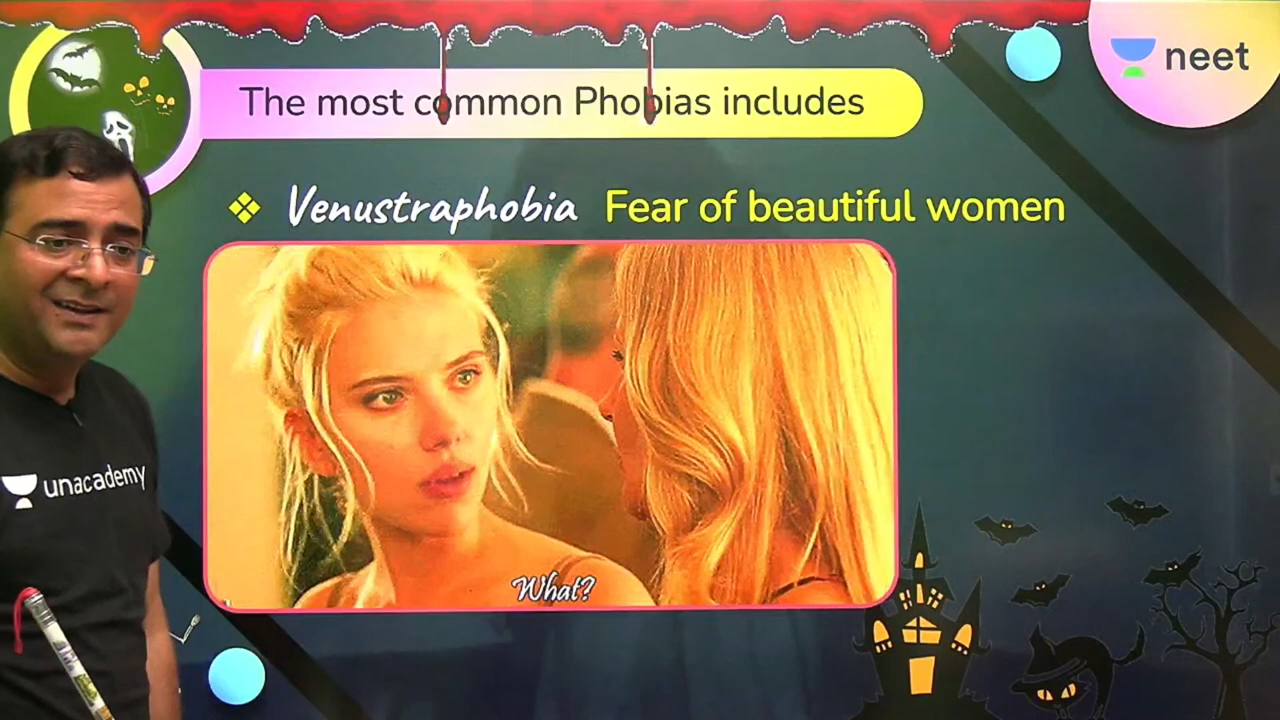 neet
The most common Phobias includes
❖ Venustraphobia Fear of beautiful women
unacademy
What?